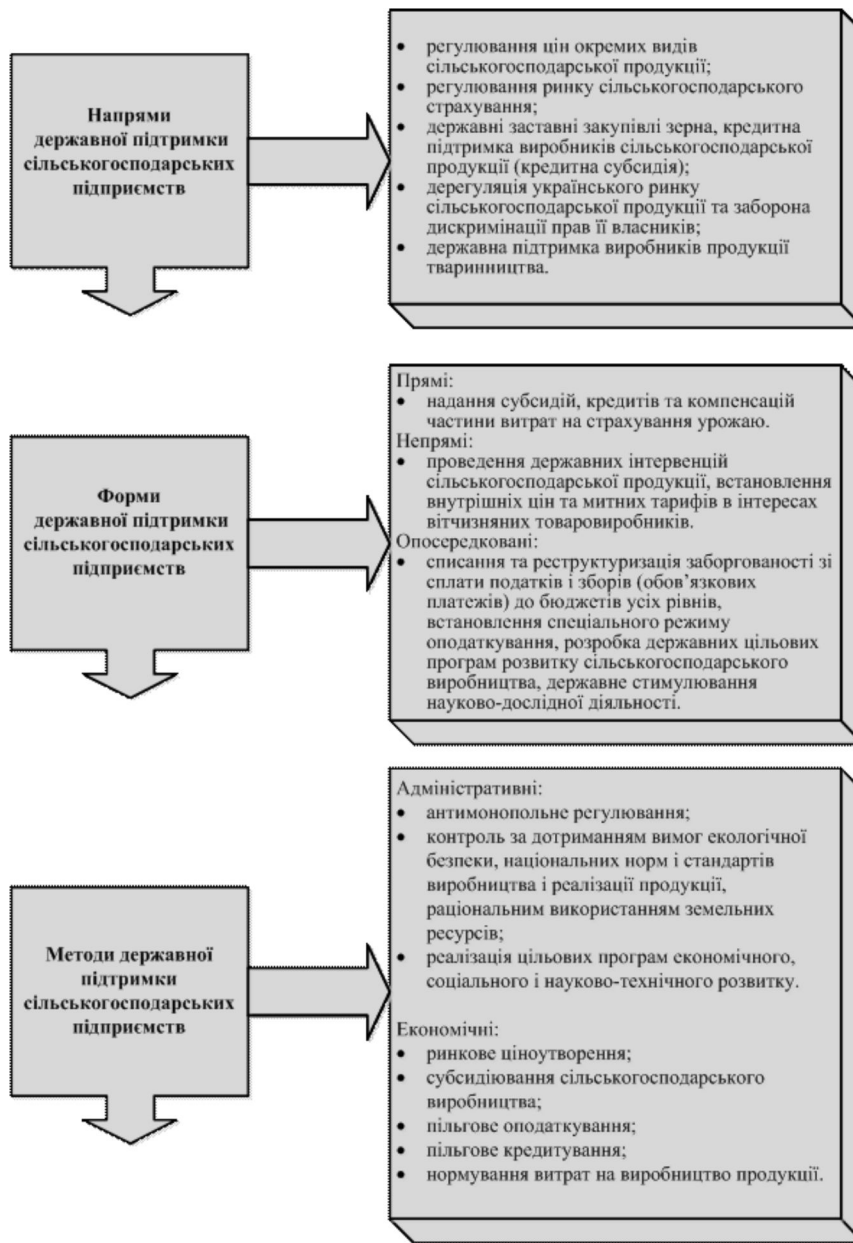 Напрями
державної підтримки
сільськогосподарських
підприємств
• регулювання цін окремих видів
сільськогосподарської продукції;
• регулювання ринку сільськогосподарського
страхування;
• державні заставні закупівлі зерна, кредитна
підтримка виробників сільськогосподарської
продукції (кредитна субсидія);
• дерегуляція українського ринку
сільськогосподарської продукції та заборона
дискримінації прав її власників;
• державна підтримка виробників продукції
тваринництва.
Форми
державної підтримки
сільськогосподарських
підприємств
Прямі:
• надання субсидій, кредитів та компенсацій
частини витрат на страхування урожаю.
Непрямі:
• проведення державних інтервенцій
сільськогосподарської продукції, встановлення
внутрішніх цін та митних тарифів в інтересах
вітчизняних товаровиробників.
Опосередковані:
• списання та реструктуризація заборгованості зі
сплати податків і зборів (обов’язкових
платежів) до бюджетів усіх рівнів,
встановлення спеціального режиму
оподаткування, розробка державних цільових
програм розвитку сільськогосподарського
виробництва, державне стимулювання
науково-дослідної діяльності.
Методи державної
підтримки
сільськогосподарських
підприємств
Адміністративні:
• антимонопольне регулювання;
• контроль за дотриманням вимог екологічної
безпеки, національних норм і стандартів
виробництва і реалізації продукції,
раціональним використанням земельних
ресурсів;
• реалізація цільових програм економічного,
соціального і науково-технічного розвитку.
Економічні:
• ринкове ціноутворення;
• субсидіювання сільськогосподарського
виробництва;
• пільгове оподаткування;
• пільгове кредитування;
• нормування витрат на виробництво продукції.